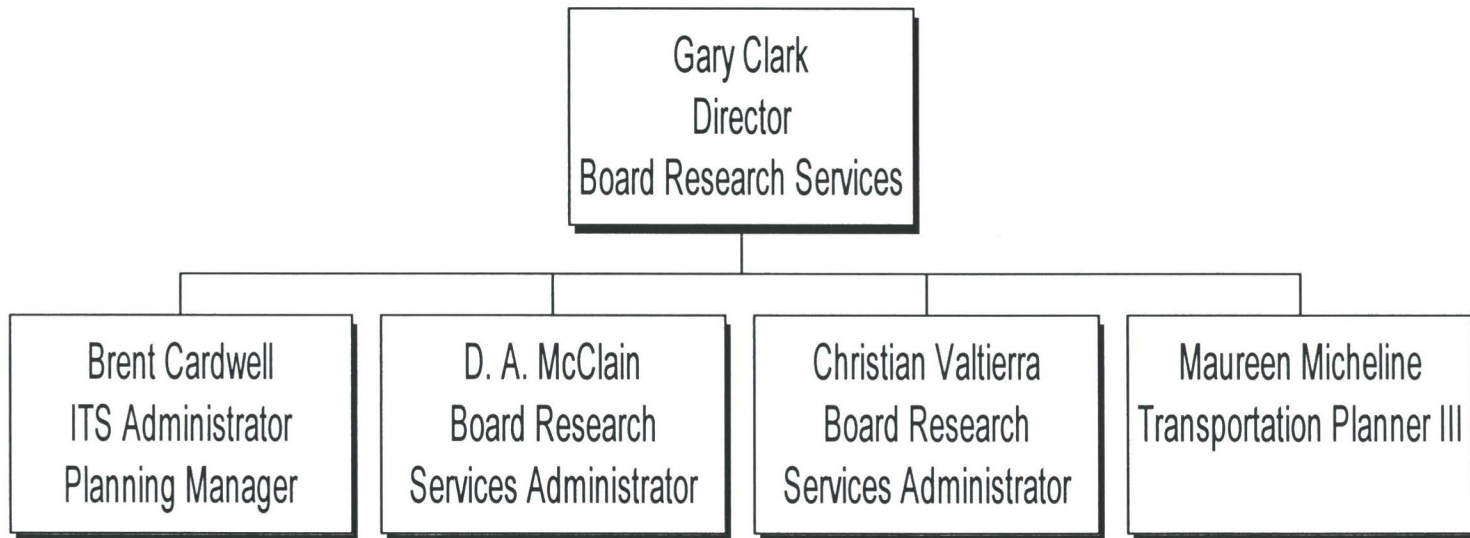 Gary Clark
Director
Board Research Services
Brent Cardwell
ITS Administrator
Planning Manager
D. A. McClain
Board Research
Services Administrator
Christian Valtierra
Board Research
Services Administrator
Maureen Micheline
Transportation Planner III